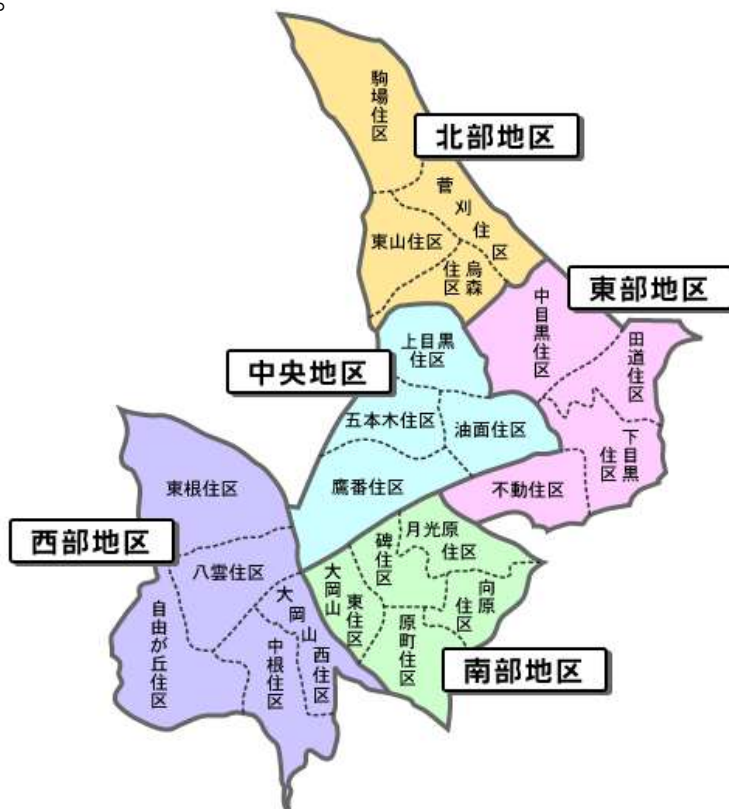 。
駒場住区
北部地区
菅刈住区
東山住区
烏森住区
東部地区
中目黒住区
田道住区
下目黒住区
不動住区
中央地区
上目黒住区
五本木住区
油面住区
鷹番住区
西部地区
東根住区
八雲住区
自由が丘住区
中根住区
大岡山西住区
南部地区
大岡山東住区
碑住区
月光原住区
向原住区
原町住区